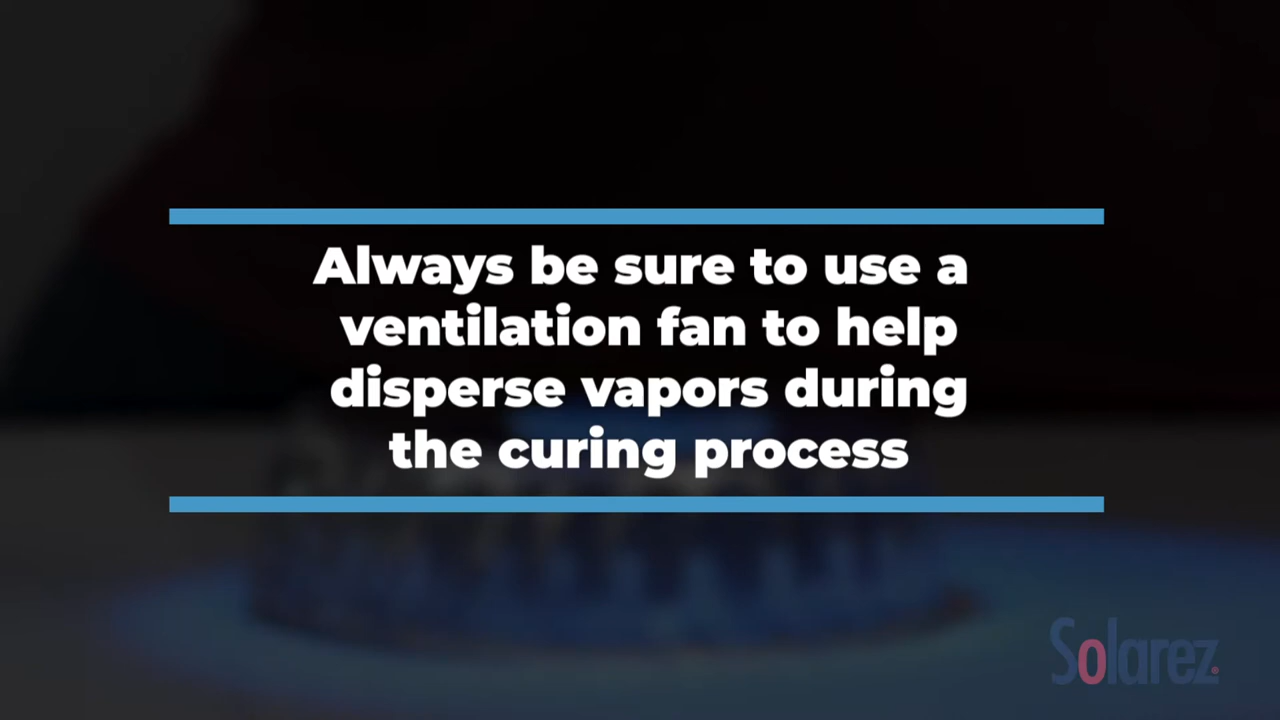 Always be sure to use a
ventilation fan to help
disperse vapors during
the curing process
Solarez